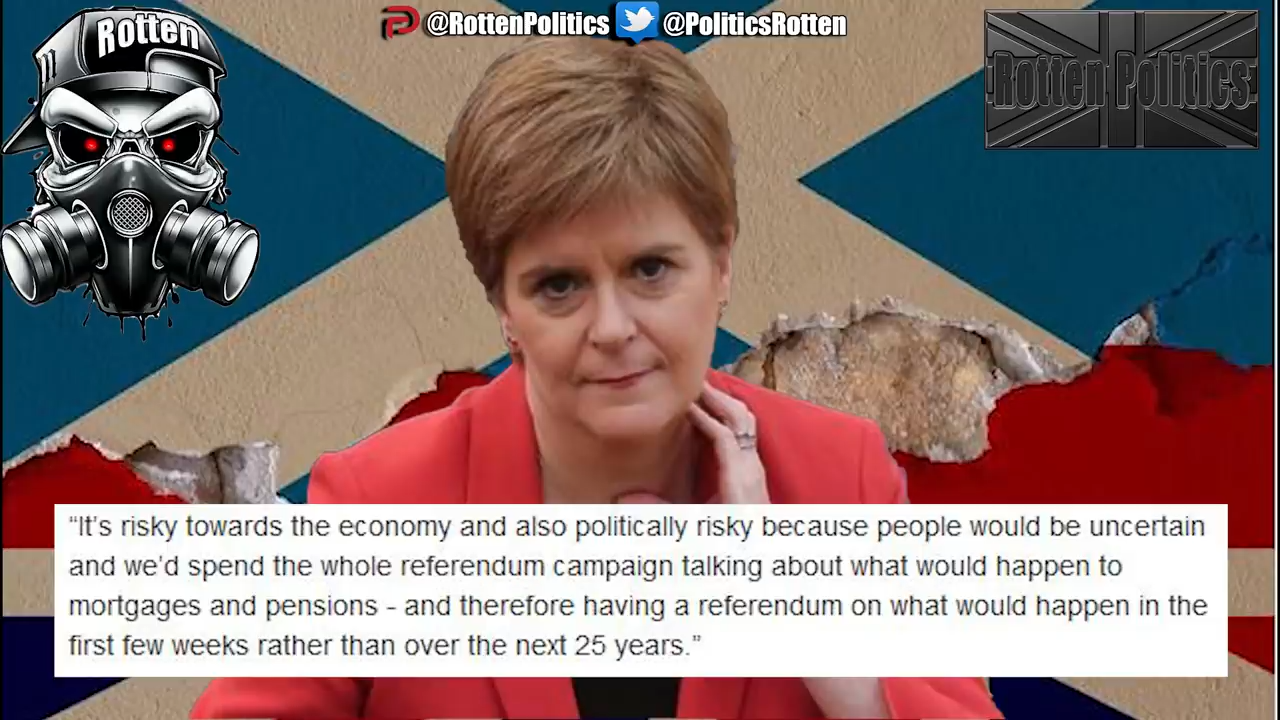 Rotten
@RottenPolitics @PoliticsRotten
Rotten Politics
“It’s risky towards the economy and also politically risky because people would be uncertain
and we’d spend the whole referendum campaign talking about what would happen to
mortgages and pensions - and therefore having a referendum on what would happen in the
first few weeks rather than over the next 25 years.”